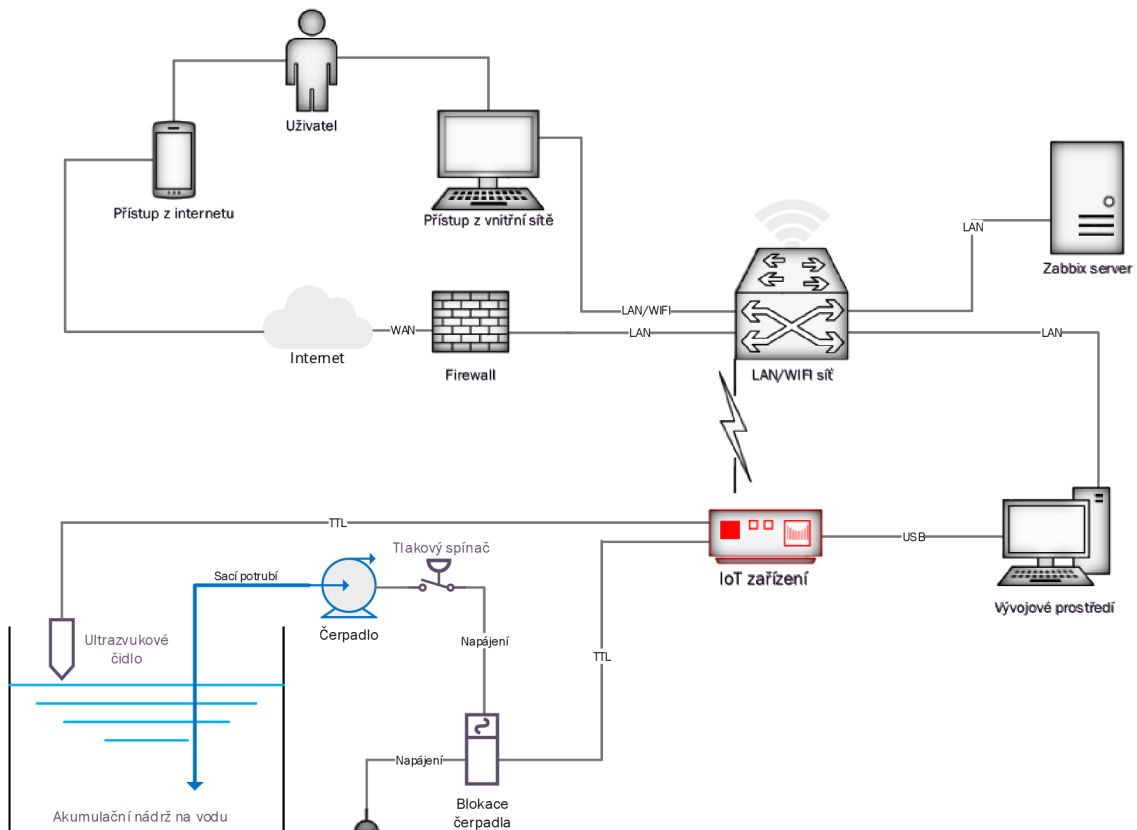 Uživatel
Přístup z internetu
Přístup z vnitřní sítě
LAN
Zabbix server
LAN/WIFI
WAN
LAN
LAN
Internet
Firewall
LAN/WIFI síť
TTL
USB
Tlakový spínač
Sací potrubí
IoT zařízení
Vývojové prostředí
Čerpadlo
Ultrazvukové
čidlo
Napájení
TTL
Napájení
Blokace
čerpadla
Akumulační nádrž na vodu